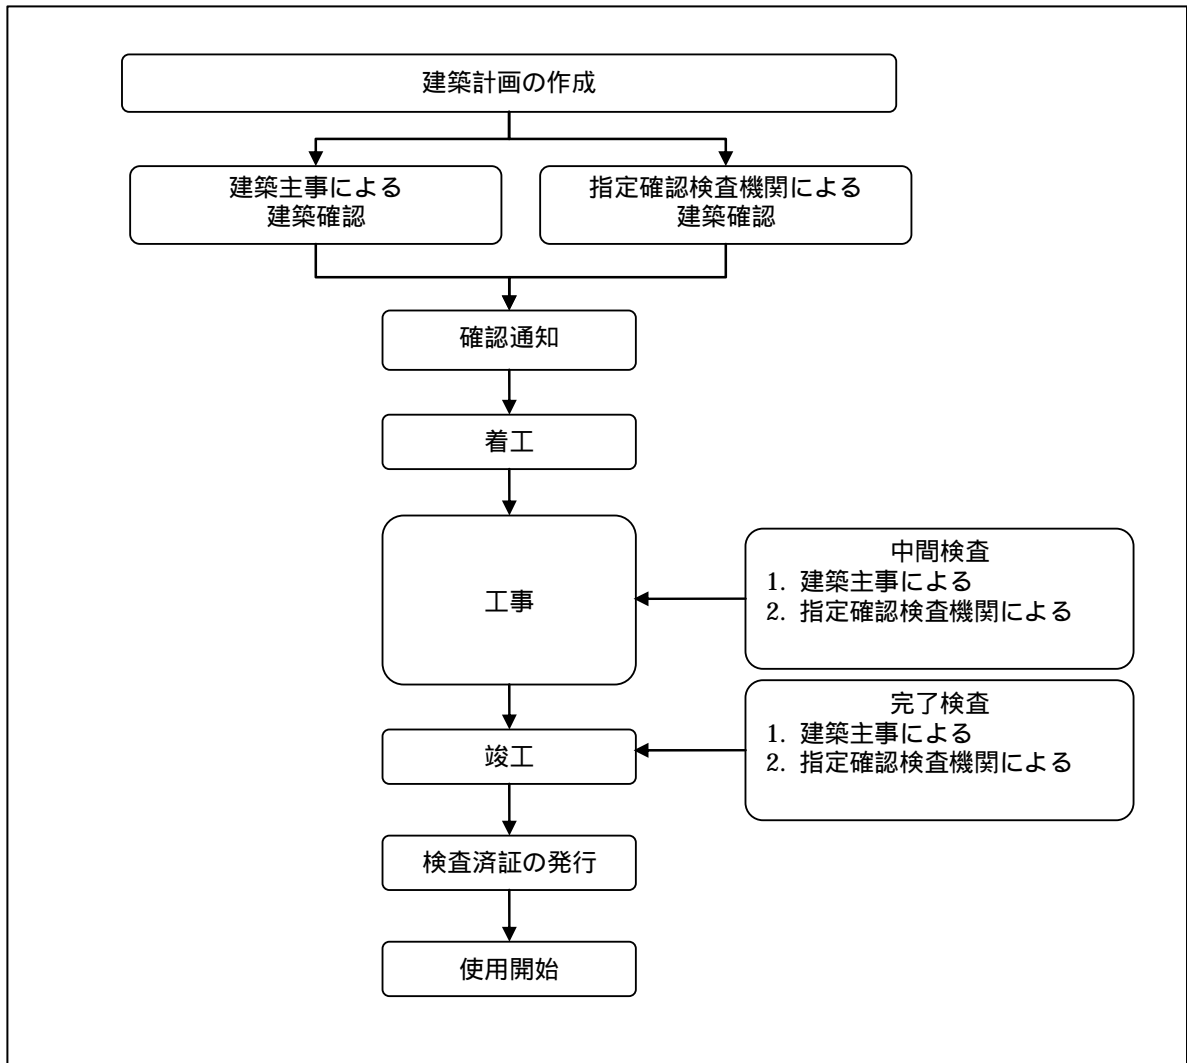 建築計画の作成
建築主事による
建築確認
指定確認検査機関による
建築確認
確認通知
着工
工事
中間検査
1. 建築主事による
2. 指定確認検査機関による
完了検査
1. 建築主事による
2. 指定確認検査機関による
竣工
検査済証の発行
使用開始